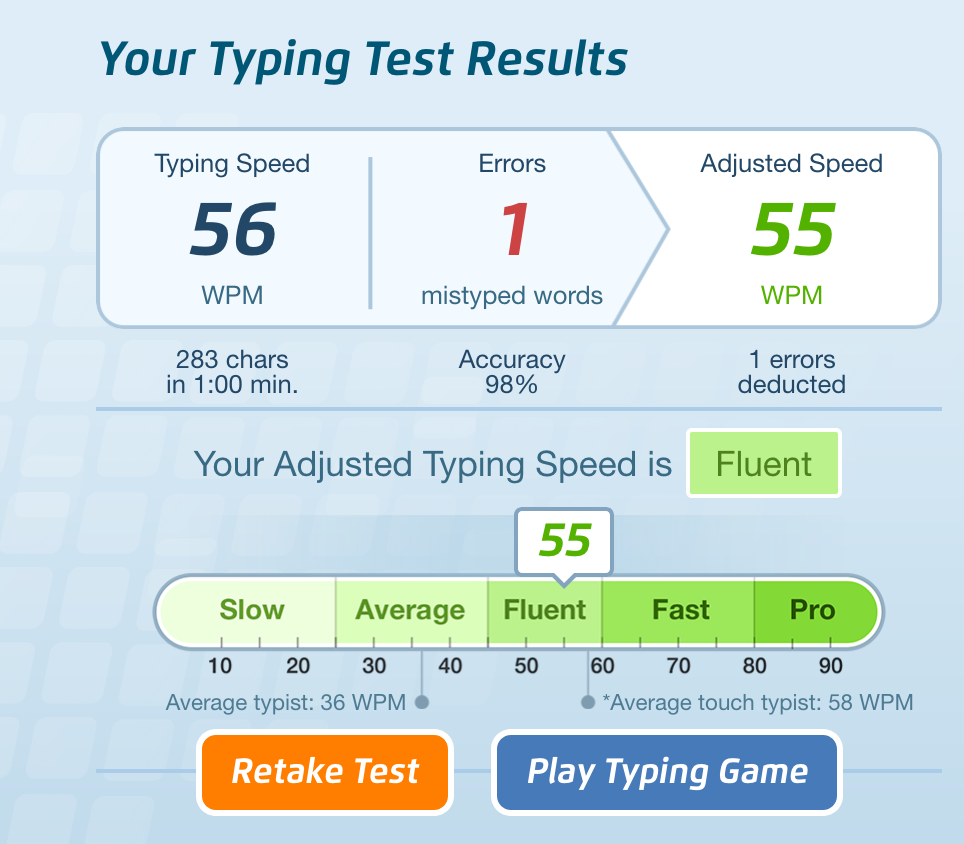 Your Typing Test Results
Typing Speed
Errors
Adjusted Speed
56
1
55
WPM
mistyped words
WPM
283 chars
in 1:00 min.
Accuracy
98%
1 errors
deducted
Your Adjusted Typing Speed is Fluent
55
Slow Average Fluent Fast Pro
10 20 30 40 50 60 70 80 90
Average typist: 36 WPM
*Average touch typist: 58 WPM
Retake Test
Play Typing Game